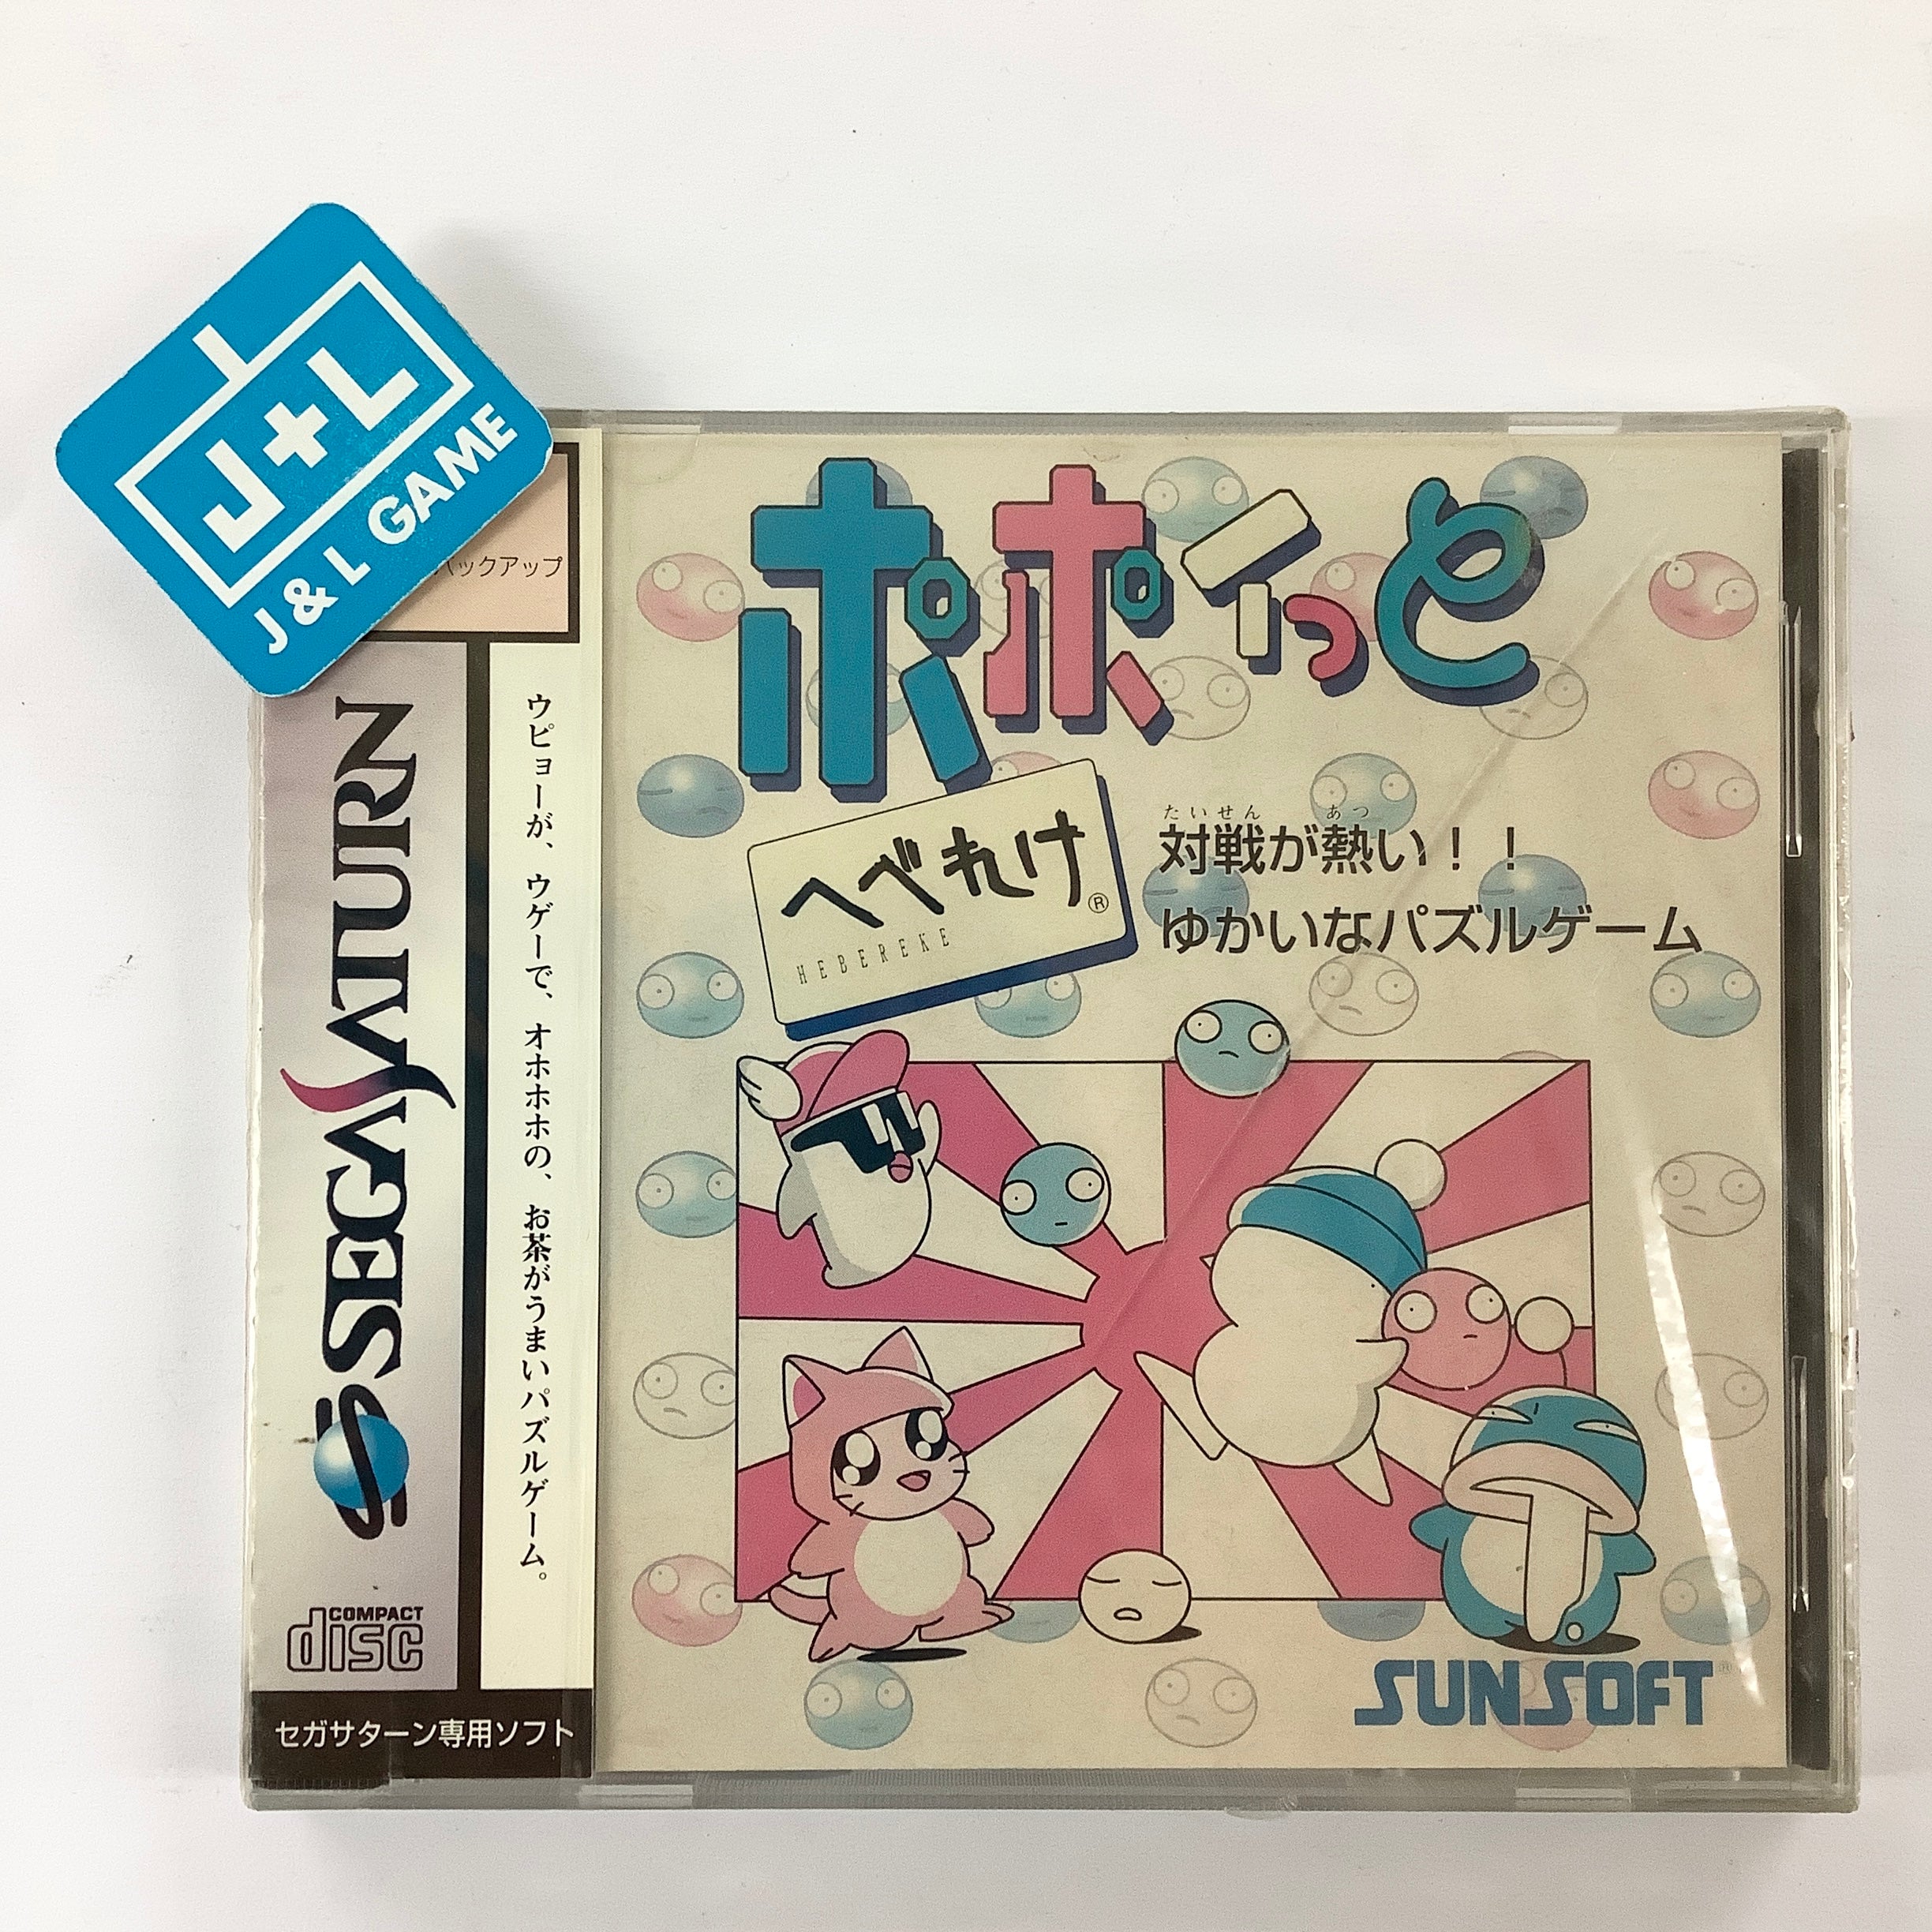 J+L
J & L GAME
バックアップ
SEGA SATURN
COMPACT
disc
セガサターン専用ソフト
ウピョーが、ウゲーで、オホホホの、お茶がうまいパズルゲーム。
ポポイっと
へべれけ®
HEBEREKE
たいせん あつ
対戦が熱い！！
ゆかいなパズルゲーム
SUNSOFT®